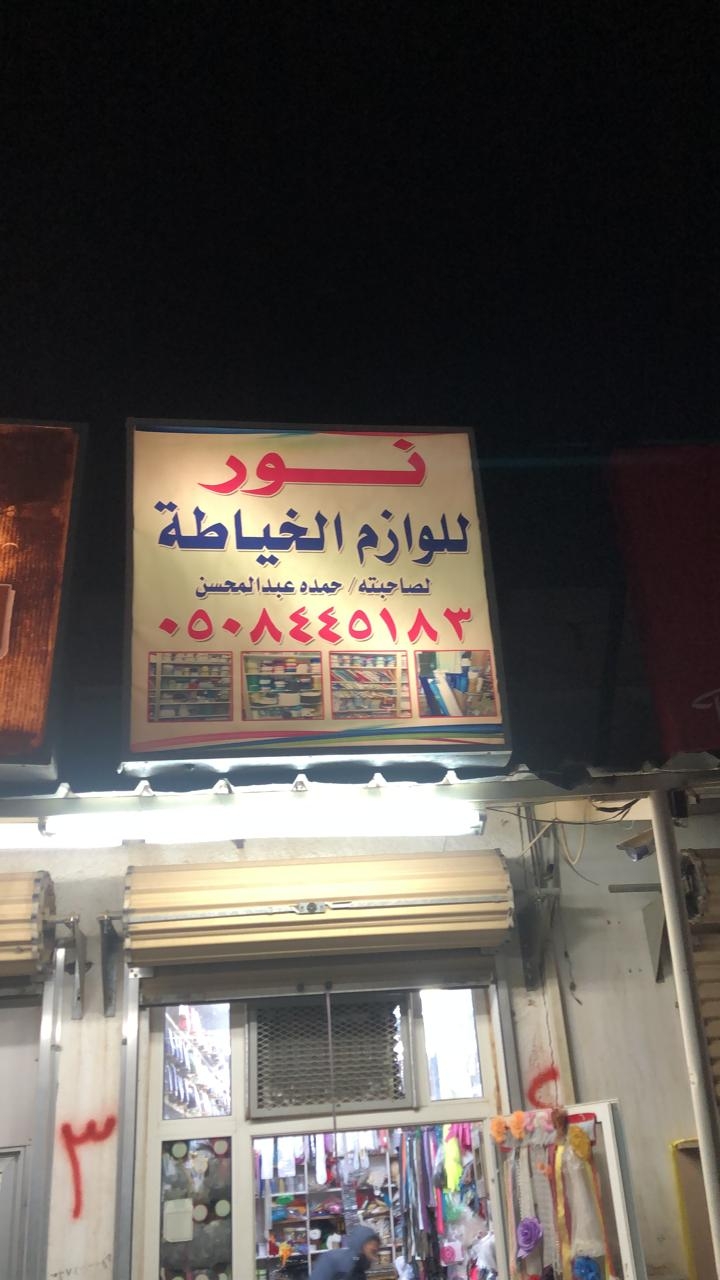 نور
للوازم الخياطة
لصاحبته/ حمده عبدالمحسن
٠٥٠٨٤٤٥١٨٣
٣